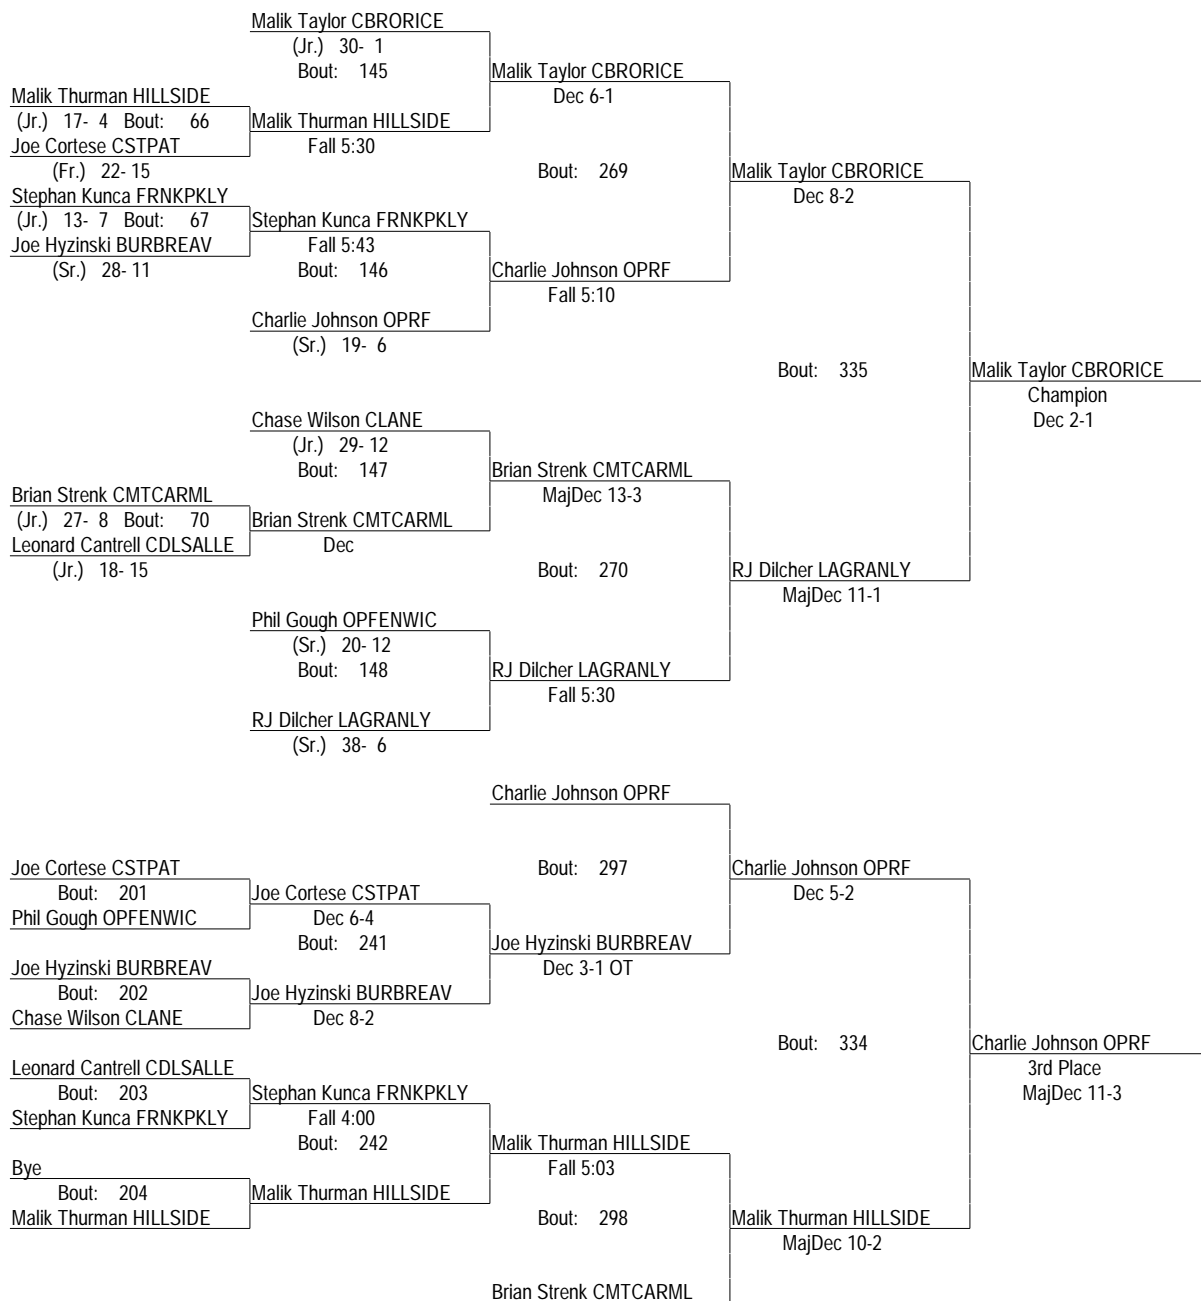 Malik Taylor CBRORICE
(Jr.) 30- 1
Bout: 145
Malik Taylor CBRORICE
Dec 6-1
Malik Thurman HILLSIDE
(Jr.) 17- 4 Bout: 66
Malik Thurman HILLSIDE
Fall 5:30
Joe Cortese CSTPAT
(Fr.) 22- 15
Bout: 269
Malik Taylor CBRORICE
Dec 8-2
Stephan Kunca FRNKPKLY
(Jr.) 13- 7 Bout: 67
Stephan Kunca FRNKPKLY
Fall 5:43
Joe Hyzinski BURBREAV
(Sr.) 28- 11
Bout: 146
Charlie Johnson OPRF
Fall 5:10
Charlie Johnson OPRF
(Sr.) 19- 6
Bout: 335
Malik Taylor CBRORICE
Champion
Dec 2-1
Chase Wilson CLANE
(Jr.) 29- 12
Bout: 147
Brian Strenk CMTCARML
MajDec 13-3
Brian Strenk CMTCARML
(Jr.) 27- 8 Bout: 70
Brian Strenk CMTCARML
Dec
Leonard Cantrell CDLSALLE
(Jr.) 18- 15
Bout: 270
RJ Dilcher LAGRANLY
MajDec 11-1
Phil Gough OPFENWIC
(Sr.) 20- 12
Bout: 148
RJ Dilcher LAGRANLY
Fall 5:30
RJ Dilcher LAGRANLY
(Sr.) 38- 6
Charlie Johnson OPRF
Bout: 297
Charlie Johnson OPRF
Dec 5-2
Joe Cortese CSTPAT
Bout: 201
Joe Cortese CSTPAT
Dec 6-4
Phil Gough OPFENWIC
Bout: 241
Joe Hyzinski BURBREAV
Dec 3-1 OT
Joe Hyzinski BURBREAV
Bout: 202
Joe Hyzinski BURBREAV
Dec 8-2
Chase Wilson CLANE
Bout: 334
Charlie Johnson OPRF
3rd Place
MajDec 11-3
Leonard Cantrell CDLSALLE
Bout: 203
Stephan Kunca FRNKPKLY
Fall 4:00
Stephan Kunca FRNKPKLY
Bout: 242
Malik Thurman HILLSIDE
Fall 5:03
Bye
Bout: 204
Malik Thurman HILLSIDE
Malik Thurman HILLSIDE
Bout: 298
Malik Thurman HILLSIDE
MajDec 10-2
Brian Strenk CMTCARML